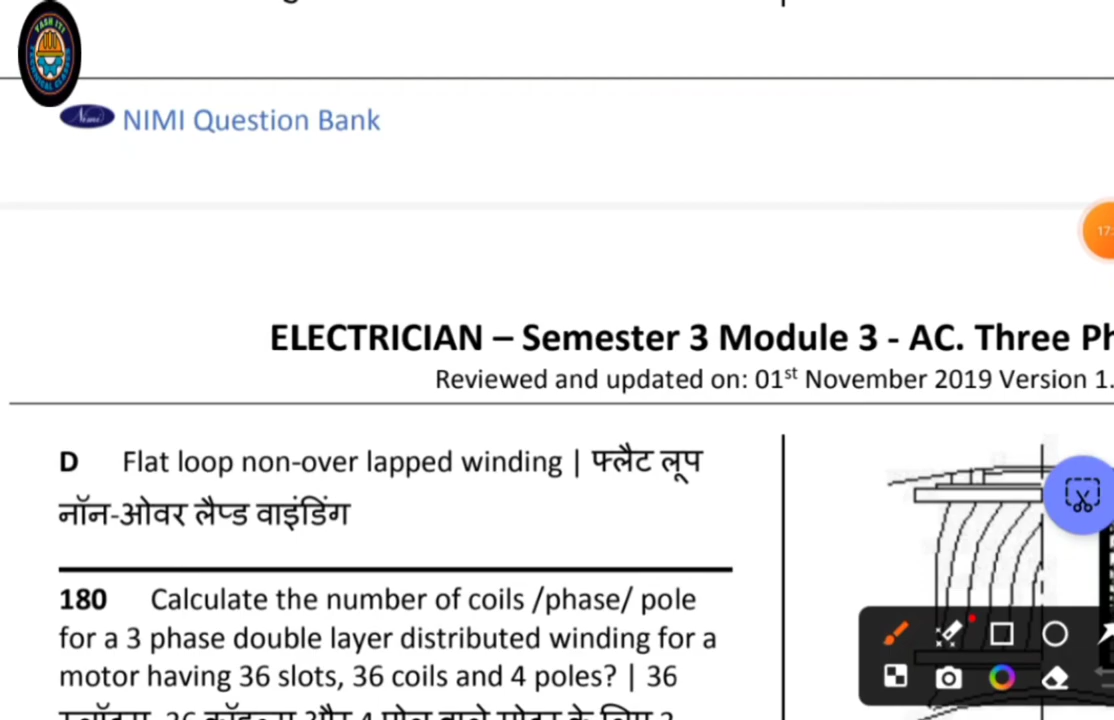 NIMI Question Bank
ELECTRICIAN – Semester 3 Module 3 - AC. Three
Reviewed and updated on: 01st November 2019 Version 1.
D Flat loop non-over lapped winding | फ्लैट लूप
नॉन-ओवर लैप्ड वाइंडिंग
180 Calculate the number of coils /phase/ pole
for a 3 phase double layer distributed winding for a
motor having 36 slots, 36 coils and 4 poles? | 36